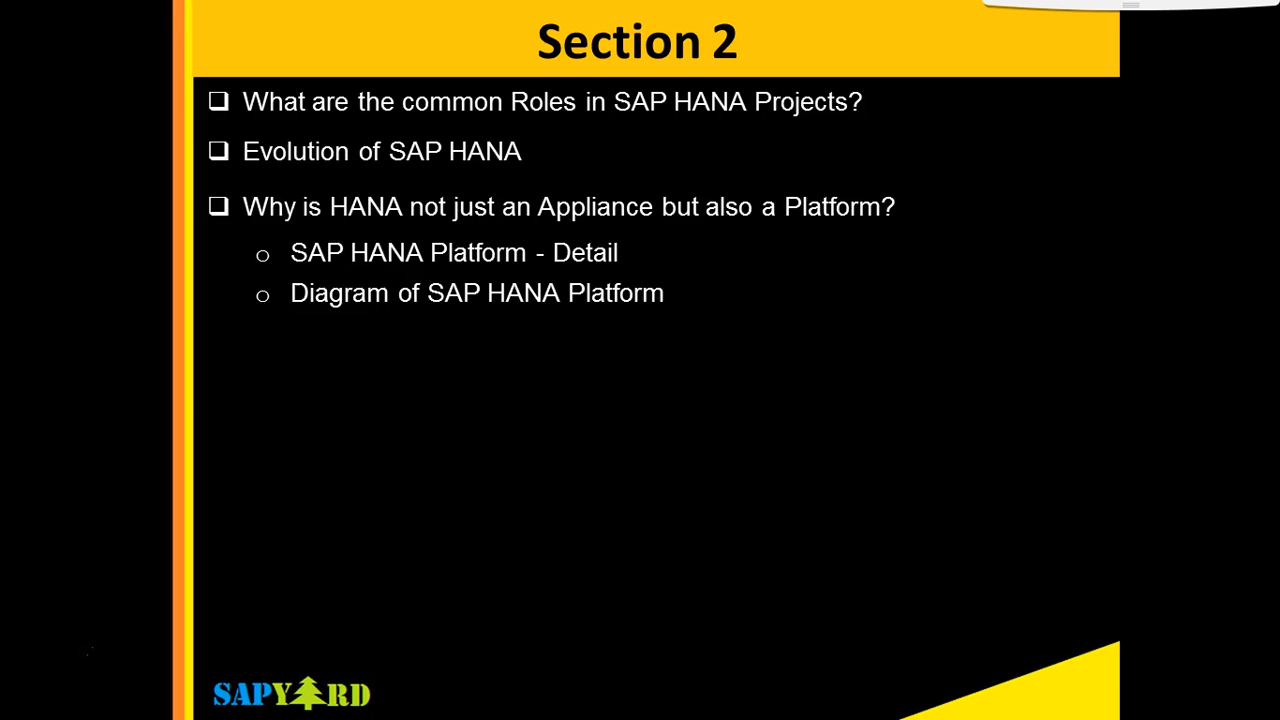 Section 2
What are the common Roles in SAP HANA Projects?
Evolution of SAP HANA
Why is HANA not just an Appliance but also a Platform?
SAP HANA Platform - Detail
Diagram of SAP HANA Platform
SAPYARD